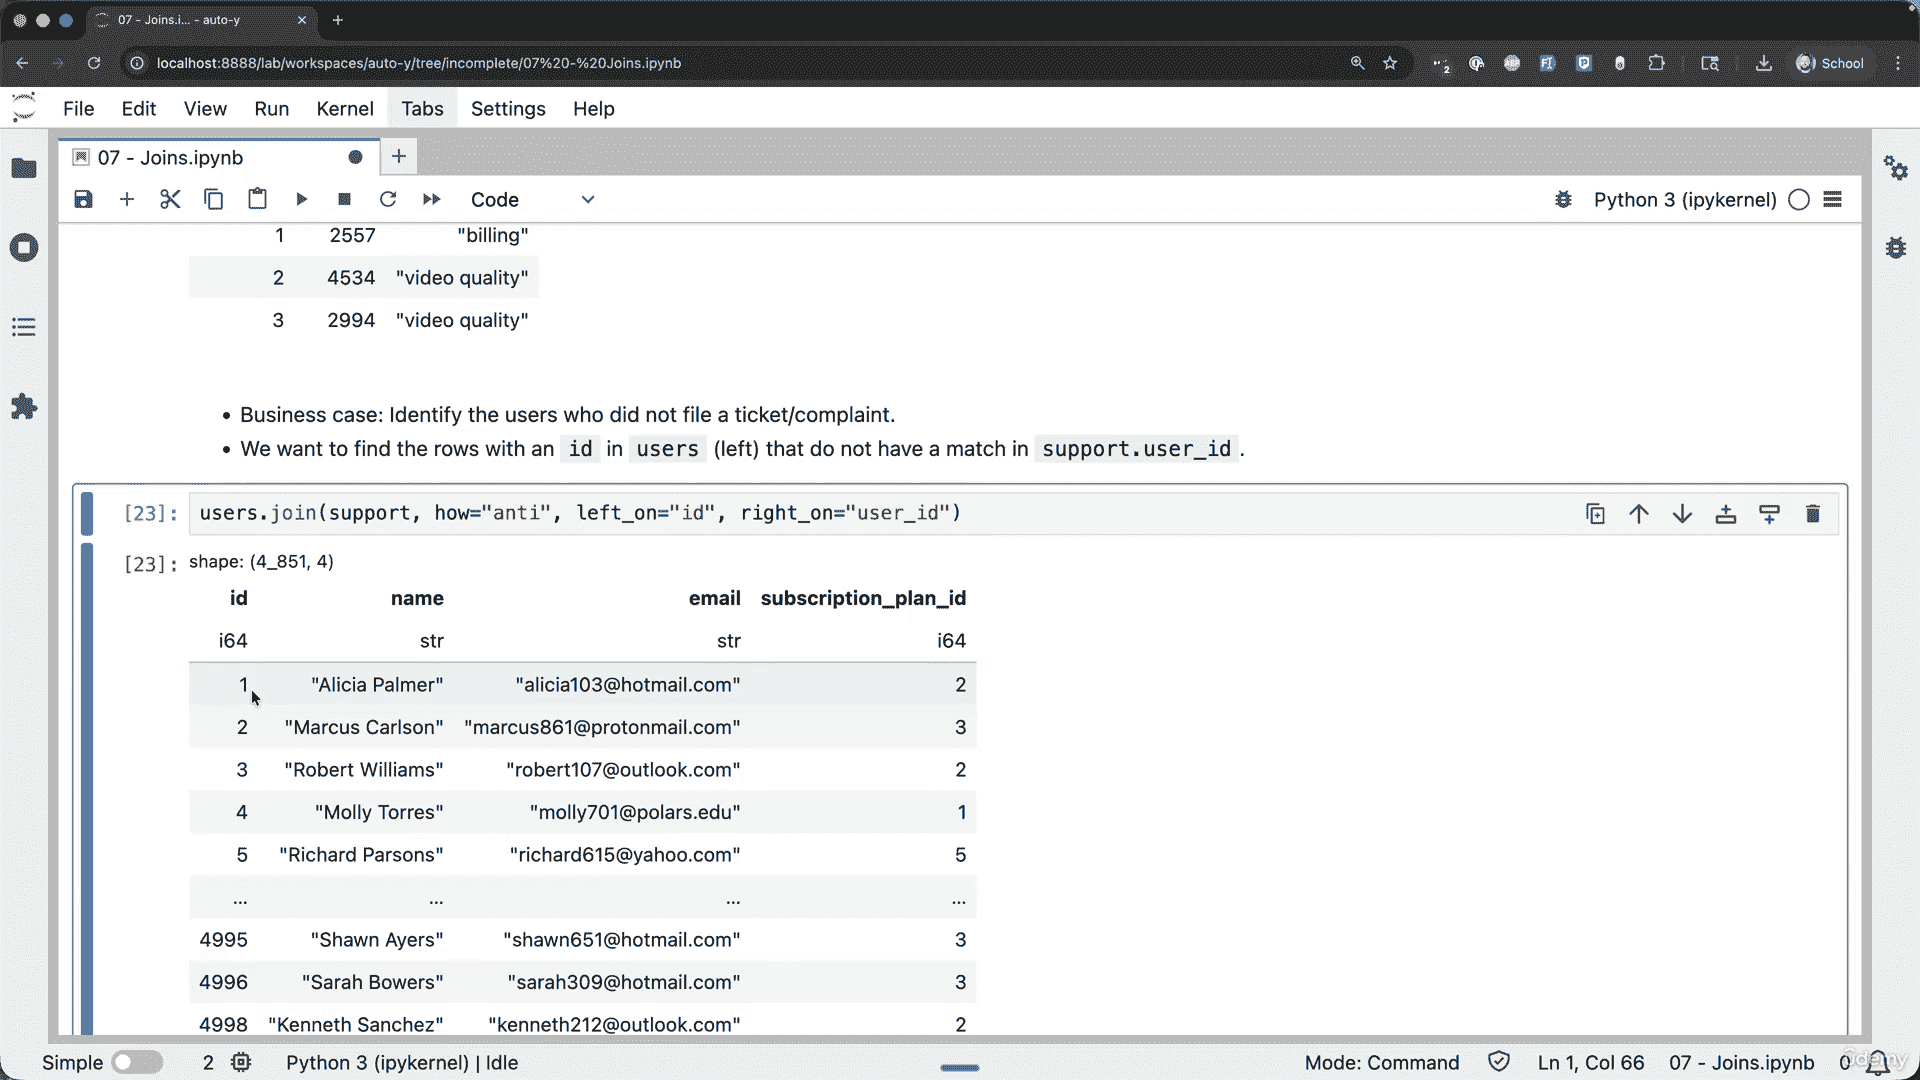 07 - Joins.i... - auto-y
localhost:8888/lab/workspaces/auto-y/tree/incomplete/07%20-%20Joins.ipynb
2
ABP
School
File Edit View Run Kernel Tabs Settings Help
07 - Joins.ipynb
Code
Python 3 (ipykernel)
1 2557 "billing"
2 4534 "video quality"
3 2994 "video quality"
• Business case: Identify the users who did not file a ticket/complaint.
• We want to find the rows with an id in users (left) that do not have a match in support.user_id.
[23]: users.join(support, how="anti", left_on="id", right_on="user_id")
[23]: shape: (4_851, 4)
id name email subscription_plan_id
i64 str str i64
1 "Alicia Palmer" "alicia103@hotmail.com" 2
2 "Marcus Carlson" "marcus861@protonmail.com" 3
3 "Robert Williams" "robert107@outlook.com" 2
4 "Molly Torres" "molly701@polars.edu" 1
5 "Richard Parsons" "richard615@yahoo.com" 5
... ... ... ...
4995 "Shawn Ayers" "shawn651@hotmail.com" 3
4996 "Sarah Bowers" "sarah309@hotmail.com" 3
4998 "Kenneth Sanchez" "kenneth212@outlook.com" 2
Simple 2 Python 3 (ipykernel) | Idle Mode: Command Ln 1, Col 66 07 - Joins.ipynb 0
Udemy